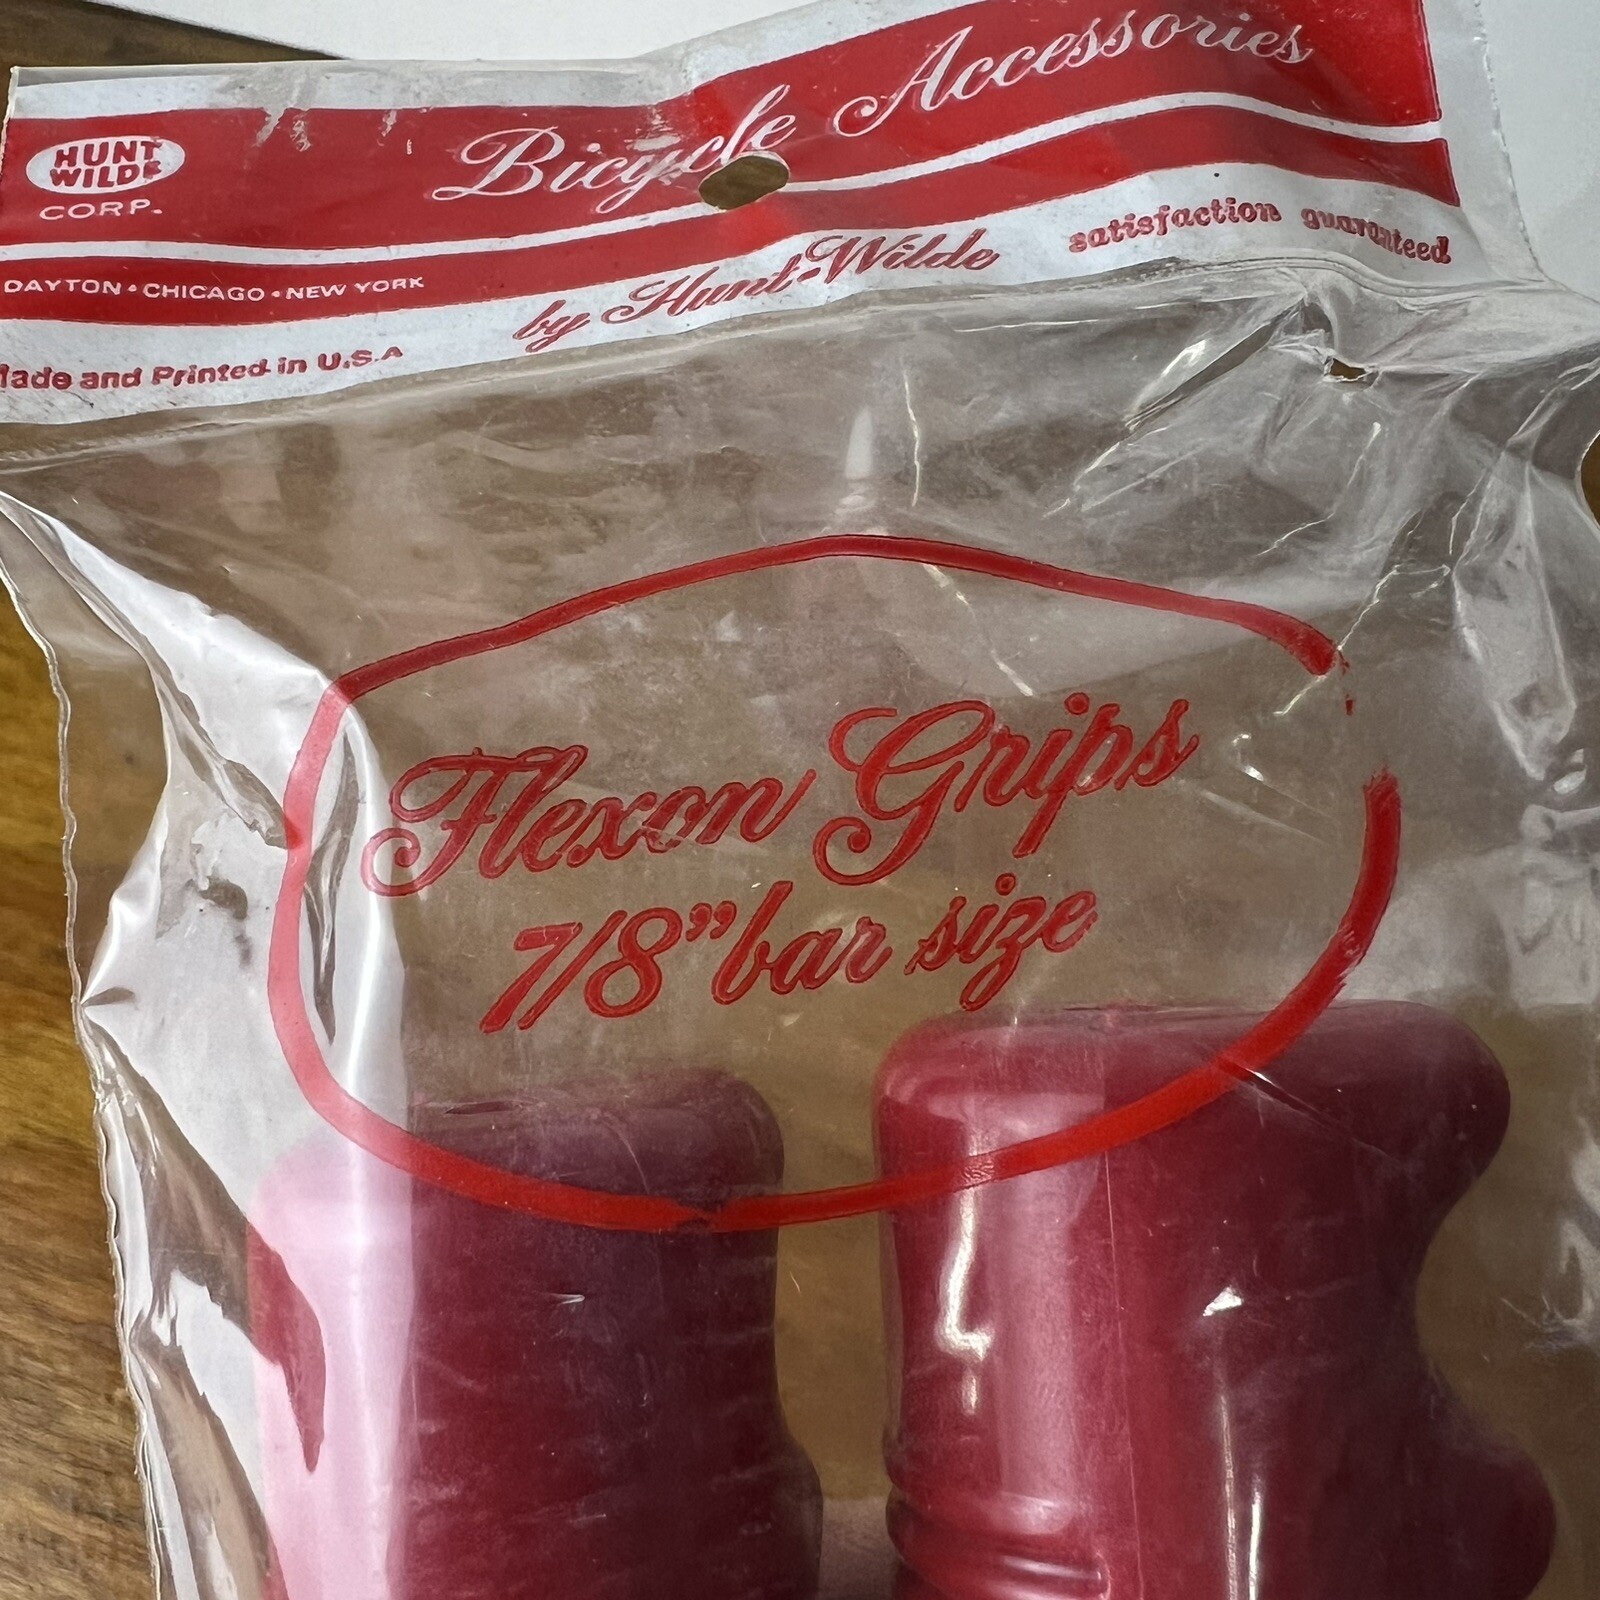 Bicycle Accessories
HUNT
WILDE
CORP.
by Hunt-Wilde
satisfaction guaranteed
DAYTON • CHICAGO • NEW YORK
Made and Printed in U.S.A
Flexon Grips
7/8" bar size